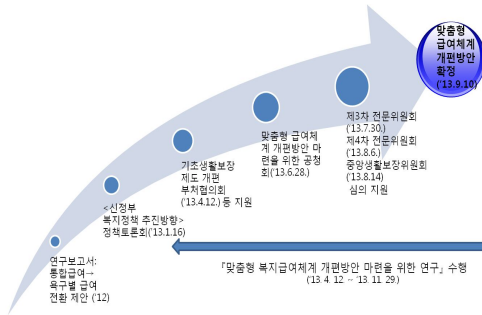 맞춤형
급여체계
개편방안
확정
('13.9.10)
제3차 전문위원회
('13.7.30.)
제4차 전문위원회
('13.8.6.)
중앙생활보장위원회
('13.8.14)
심의 지원
맞춤형 급여체
계 개편방안 마
련을 위한 공청
회('13.6.28.)
기초생활보장
제도 개편
부처협의회
('13.4.12.) 등 지원
<신정부
복지정책 추진방향>
정책토론회('13.1.16)
연구보고서:
통합급여→
욕구별 급여
전환 제안 ('12)
『맞춤형 복지급여체계 개편방안 마련을 위한 연구』 수행
('13. 4. 12. ~ '13. 11. 29.)